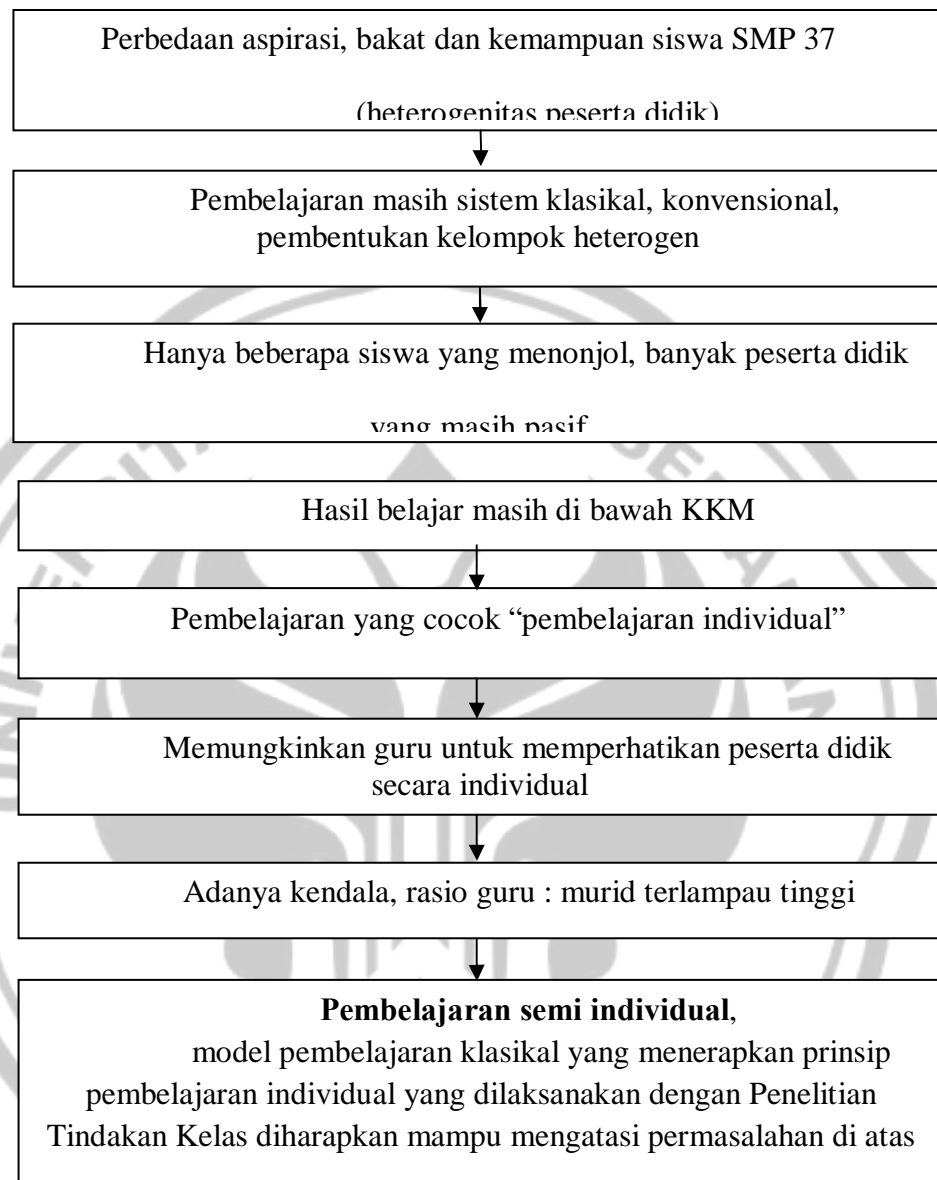 Perbedaan aspirasi, bakat dan kemampuan siswa SMP 37
(heterogenitas peserta didik)
Pembelajaran masih sistem klasikal, konvensional,
pembentukan kelompok heterogen
Hanya beberapa siswa yang menonjol, banyak peserta didik
yang masih pasif
Hasil belajar masih di bawah KKM
Pembelajaran yang cocok “pembelajaran individual”
Memungkinkan guru untuk memperhatikan peserta didik
secara individual
Adanya kendala, rasio guru : murid terlampau tinggi
Pembelajaran semi individual,
model pembelajaran klasikal yang menerapkan prinsip
pembelajaran individual yang dilaksanakan dengan Penelitian
Tindakan Kelas diharapkan mampu mengatasi permasalahan di atas